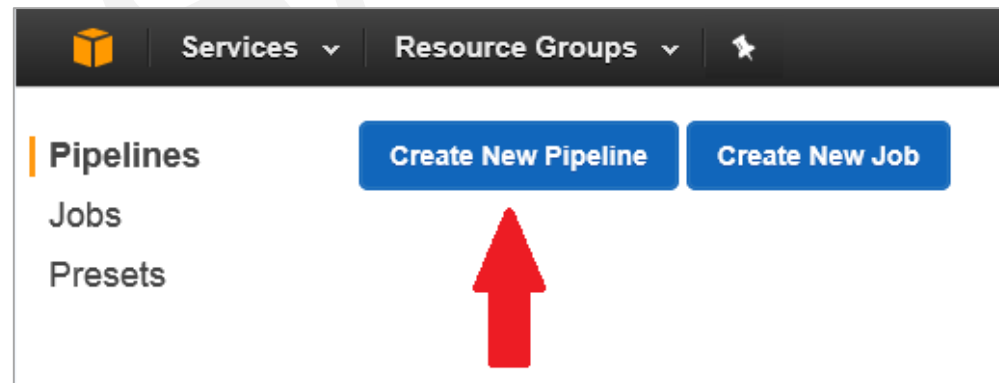 Services Resource Groups
Pipelines Create New Pipeline Create New Job
Jobs
Presets